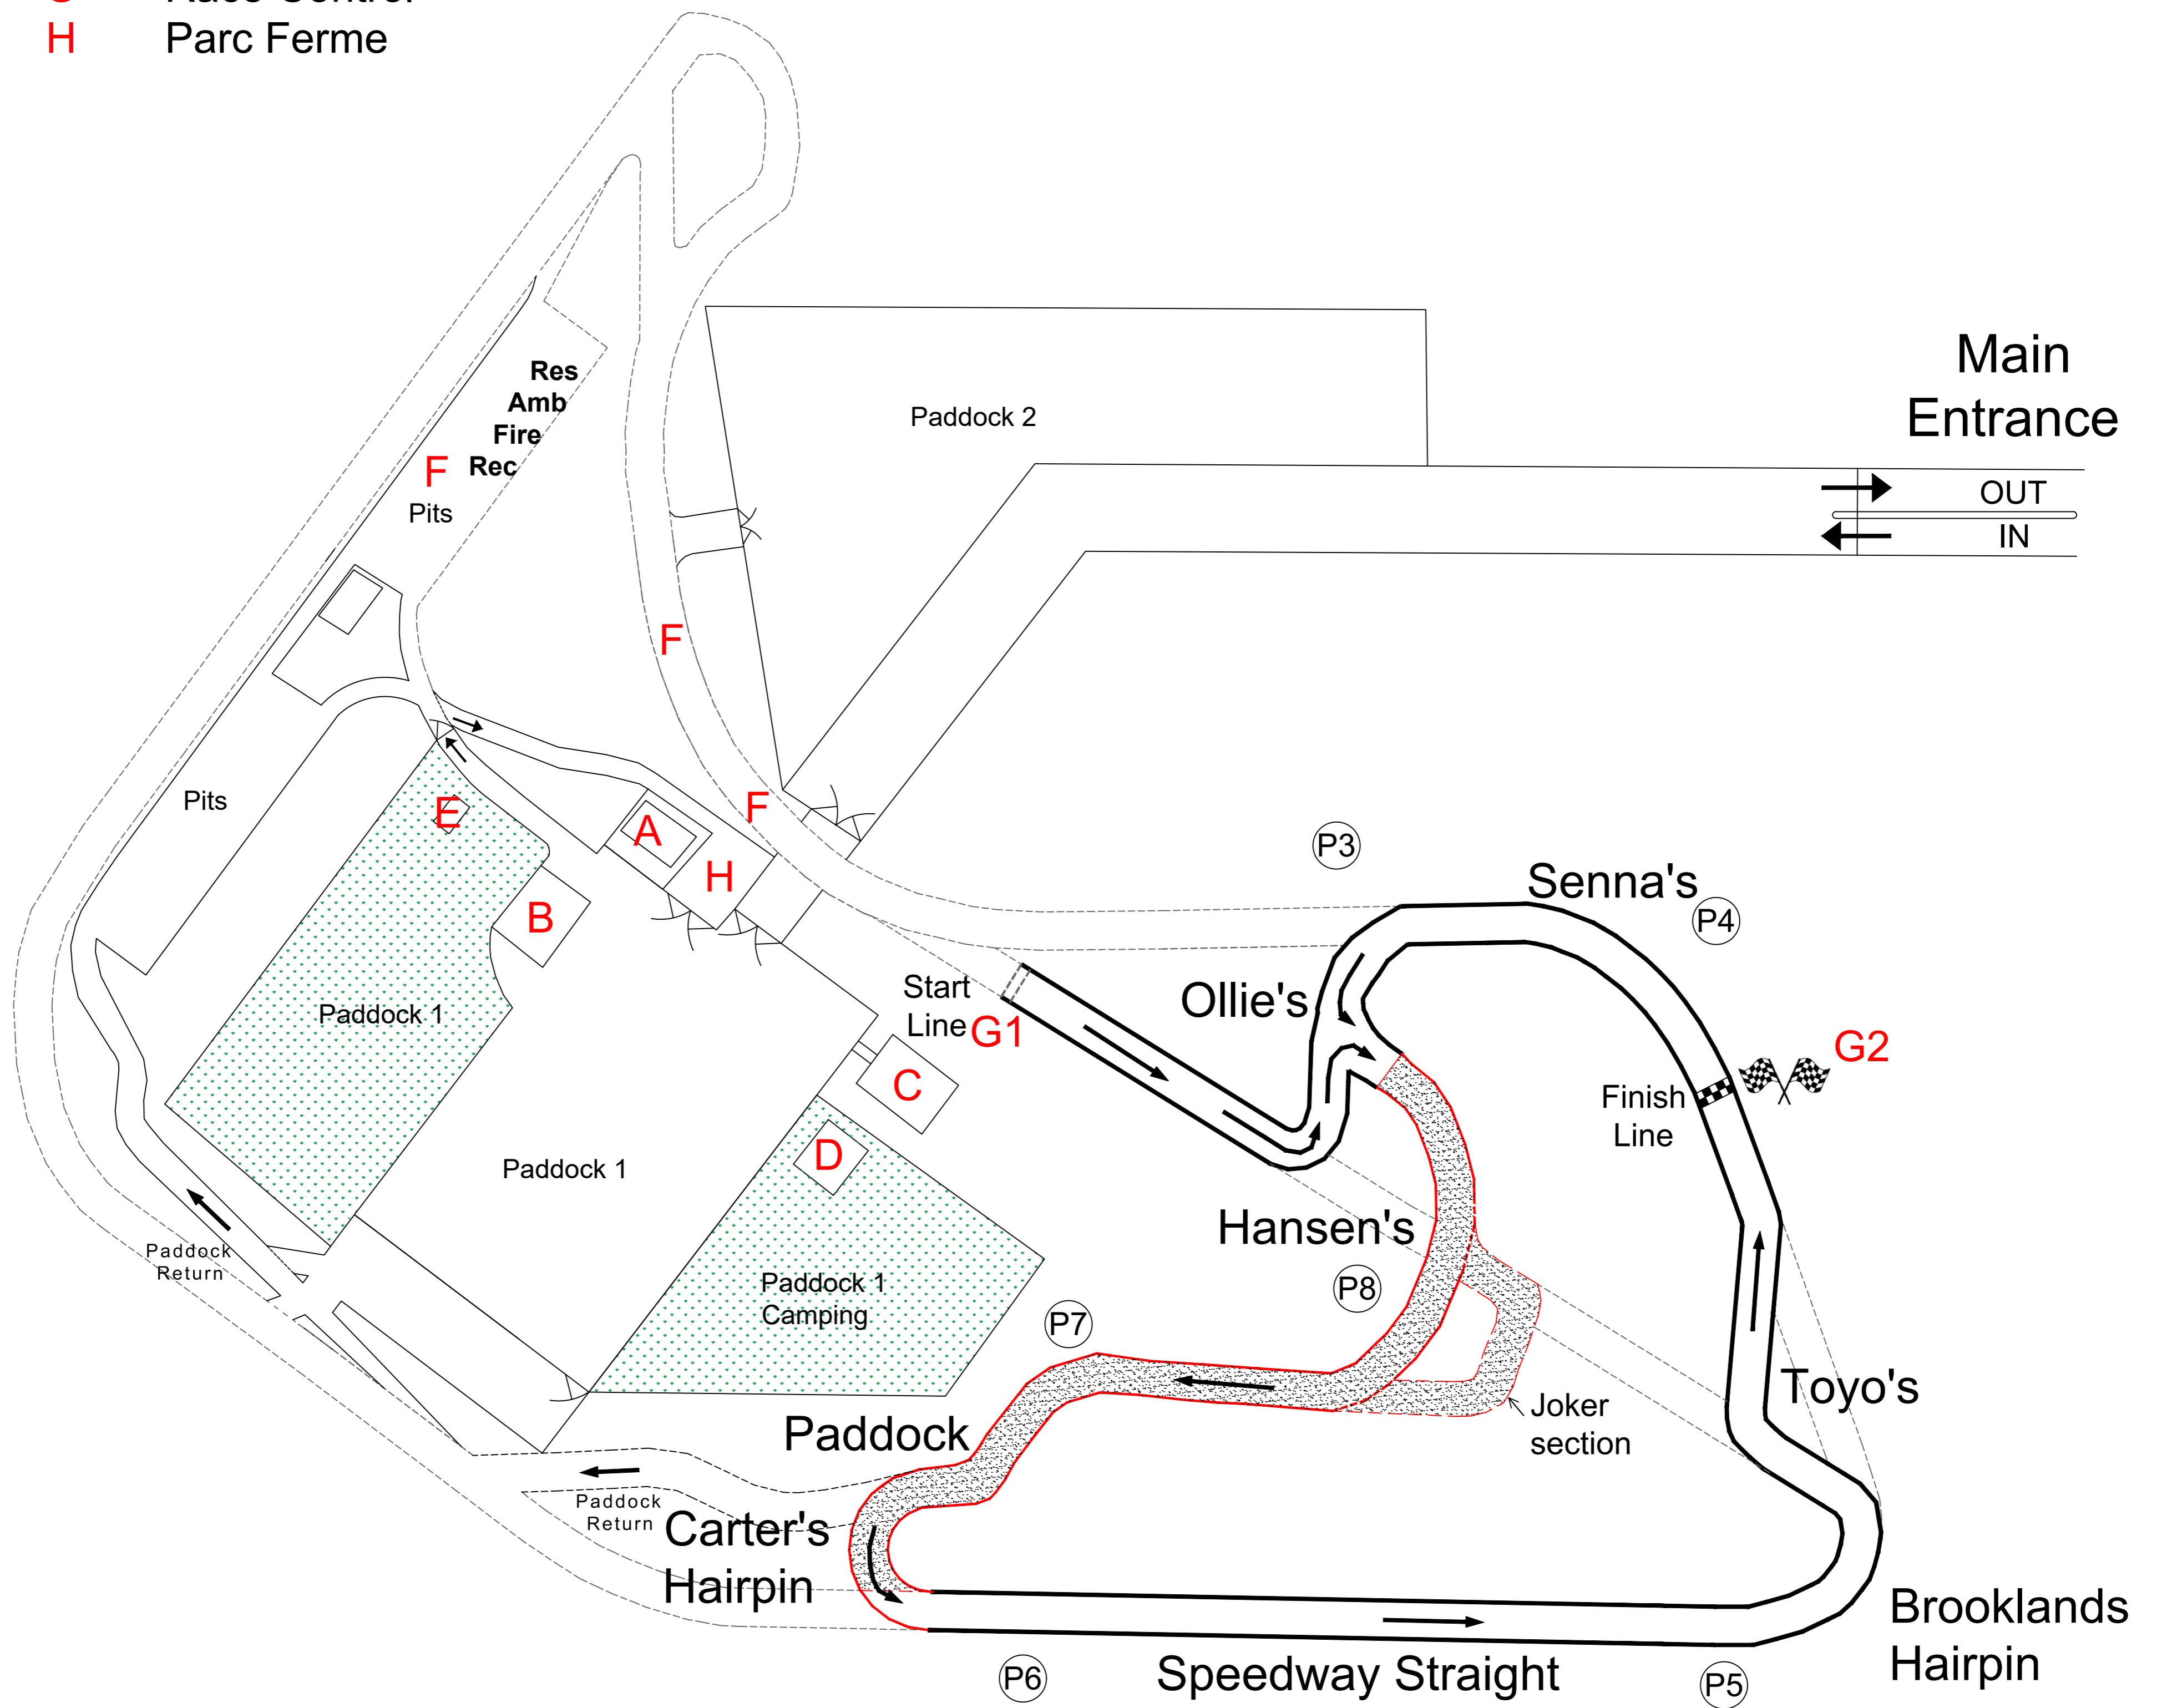 H Parc Ferme
Main
Entrance
OUT
IN
Res
Amb
Fire
Rec
F
Pits
Paddock 2
F
F
Pits
E
A
H
B
P3
Senna's
P4
Start
Line
G1
Ollie's
G2
Finish
Line
Paddock 1
C
D
Paddock 1
Hansen's
P8
P7
Paddock 1
Camping
Paddock
Return
Toyo's
Joker
section
Paddock
Paddock
Return
Carter's
Hairpin
Brooklands
Hairpin
Speedway Straight
P6
P5